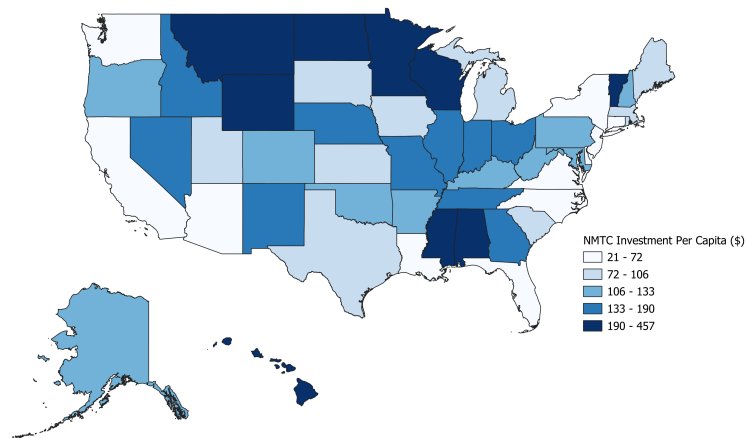 NMTC Investment Per Capita ($)
21 - 72
72 - 106
106 - 133
133 - 190
190 - 457